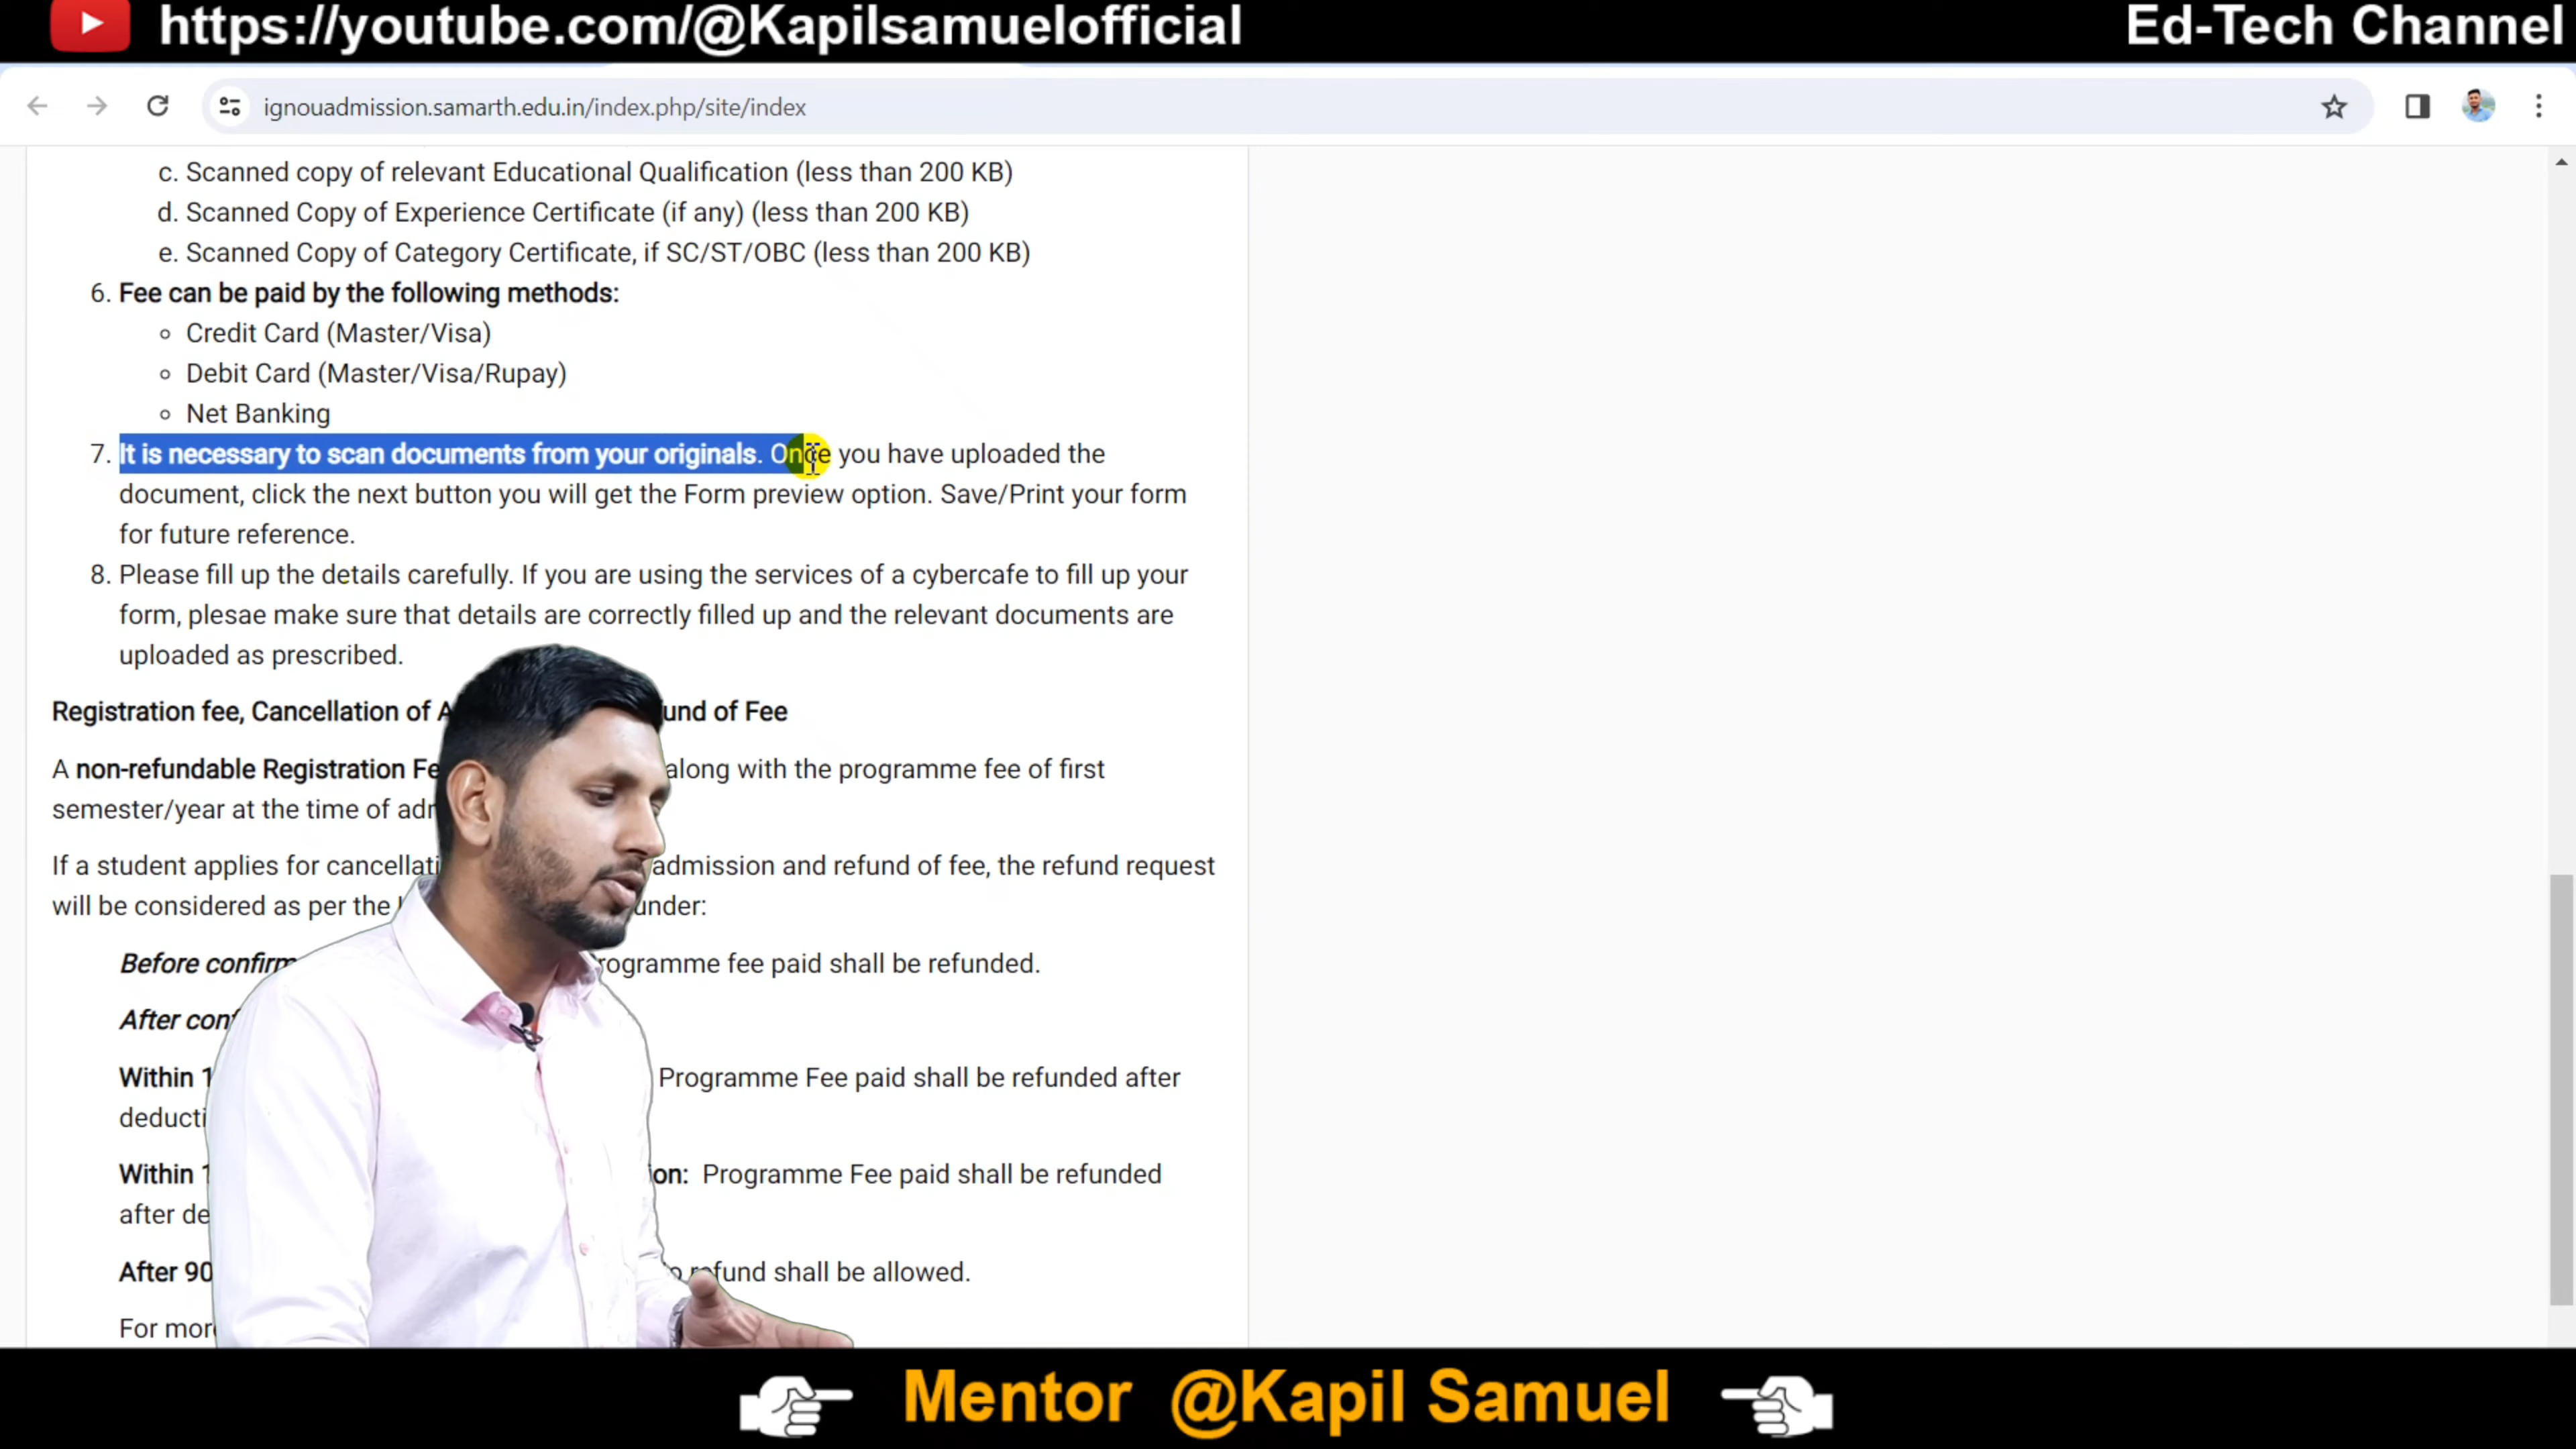 https://youtube.com/@Kapilsamuelofficial
Ed-Tech Channel
ignouadmission.samarth.edu.in/index.php/site/index
c. Scanned copy of relevant Educational Qualification (less than 200 KB)
d. Scanned Copy of Experience Certificate (if any) (less than 200 KB)
e. Scanned Copy of Category Certificate, if SC/ST/OBC (less than 200 KB)
6. Fee can be paid by the following methods:
Credit Card (Master/Visa)
Debit Card (Master/Visa/Rupay)
Net Banking
7. It is necessary to scan documents from your originals. Once you have uploaded the
document, click the next button you will get the Form preview option. Save/Print your form
for future reference.
8. Please fill up the details carefully. If you are using the services of a cybercafe to fill up your
form, plesae make sure that details are correctly filled up and the relevant documents are
uploaded as prescribed.
Registration fee, Cancellation of und of Fee
A non-refundable Registration Fe along with the programme fee of first
semester/year at the time of
If a student applies for admission and refund of fee, the refund request
will be considered as per the under:
Before rogramme fee paid shall be refunded.
After
Within Programme Fee paid shall be refunded after
Within on: Programme Fee paid shall be refunded
after
After 90 refund shall be allowed.
For
Mentor @Kapil Samuel